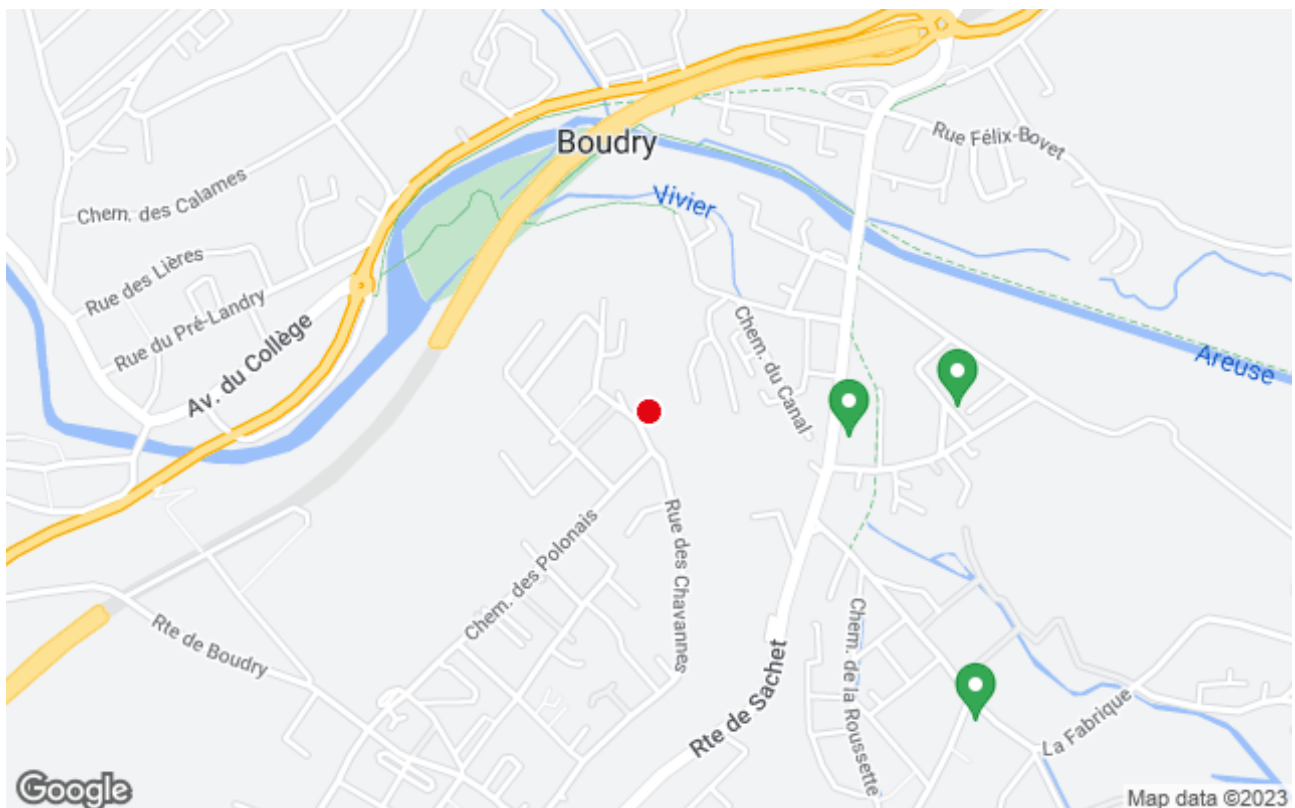 Boudry
Rue Félix-Bovet
Vivier
Chem. des Calames
Rue des Lières
Rue du Pré-Landry
Av. du Collège
Chem. du Canal
Areuse
Rue des Chavannes
Chem. des Polonais
Rte de Boudry
Rte de Sachet
Chem. de la Roussette
La Fabrique
Google
Map data ©2023